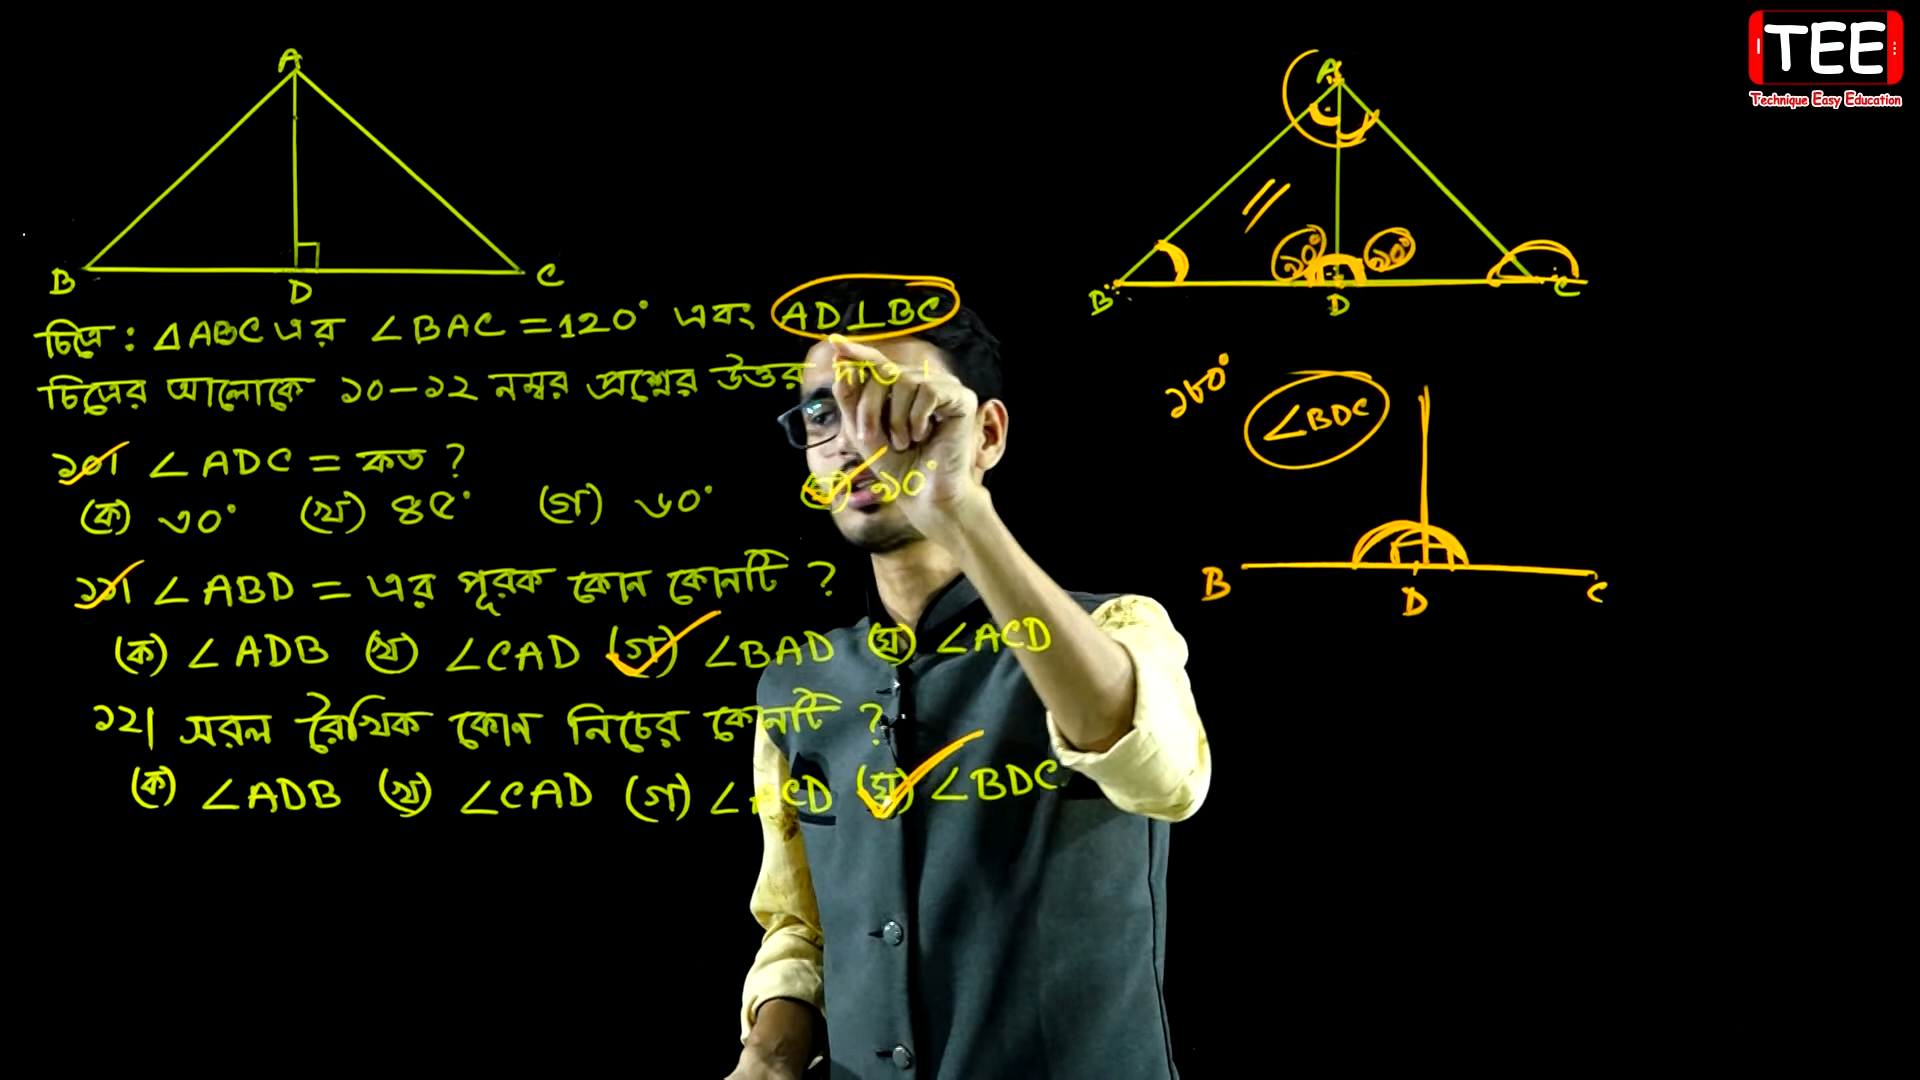 TEE
Technique Easy Education
A
B
D
C
চিত্রে : ΔABC এর ∠BAC = 120° এবং AD⊥BC
চিত্রের আলোকে ১০-১২ নম্বর প্রশ্নের উত্তর দাও।
১০। ∠ADC = কত ?
(ক) ৩০° (খ) ৪৫° (গ) ৬০° (ঘ) ৯০°
১১। ∠ABD = এর পূরক কোন কোনটি ?
(ক) ∠ADB (খ) ∠CAD (গ) ∠BAD (ঘ) ∠ACD
১২। সরল রৈখিক কোন নিচের কোনটি ?
(ক) ∠ADB (খ) ∠CAD (গ) ∠ACD (ঘ) ∠BDC
A
৯০° ৯০°
B
D
C
১৮০°
∠BDC
B
D
C